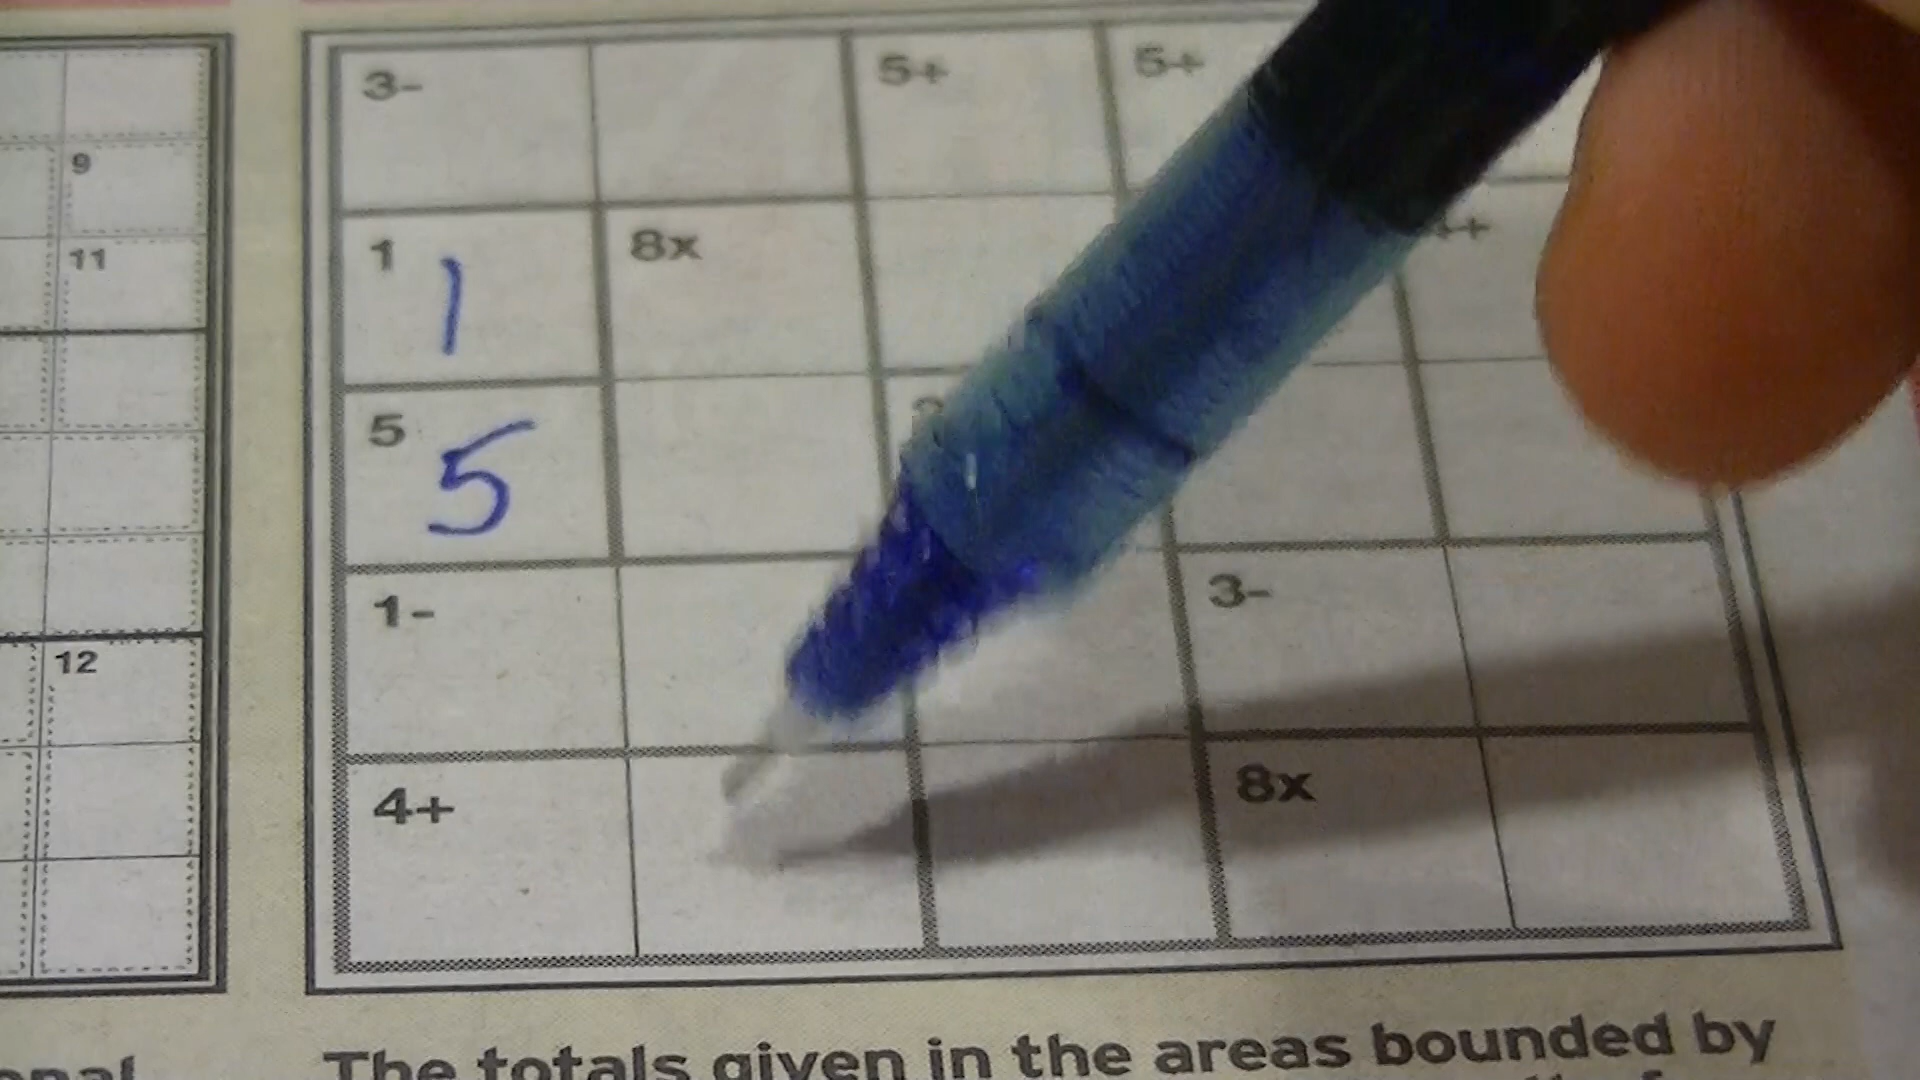 3- 5+ 5+
9
1 1 8x
11
5 5
1- 3-
12
4+ 8x
The totals given in the areas bounded by